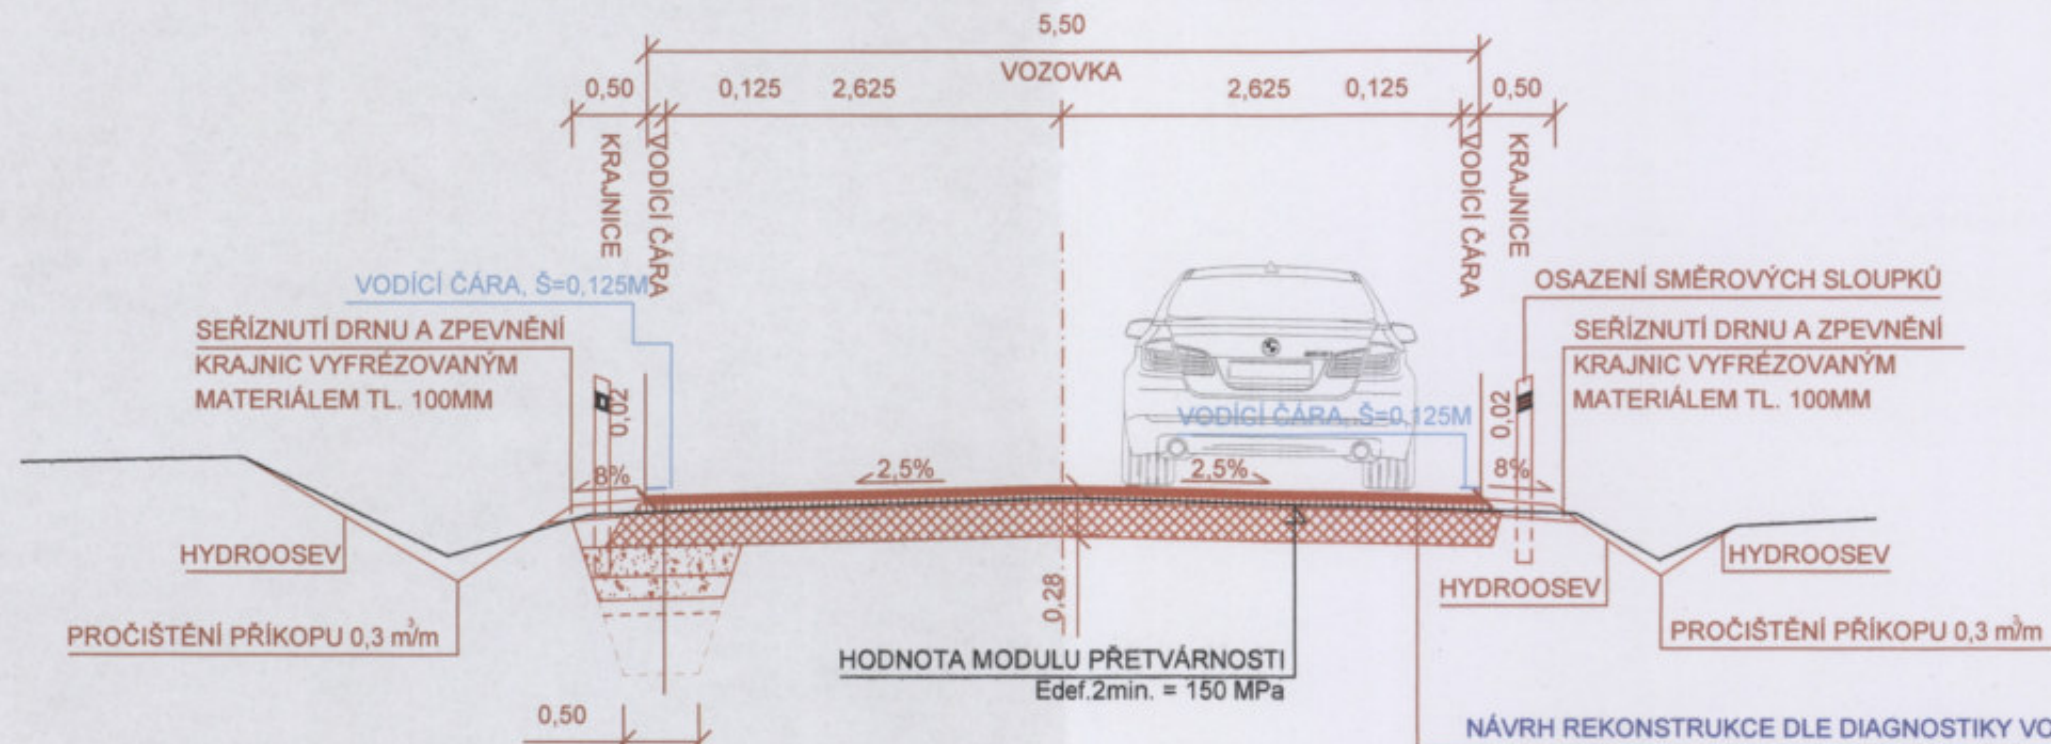 5,50
VOZOVKA
0,50 0,125 2,625 2,625 0,125 0,50
KRAJNICE
VODÍCÍ ČÁRA
VODÍCÍ ČÁRA
KRAJNICE
VODÍCÍ ČÁRA, Š=0,125M
OSAZENÍ SMĚROVÝCH SLOUPKŮ
SEŘÍZNUTÍ DRNU A ZPEVNĚNÍ
KRAJNIC VYFRÉZOVANÝM
MATERIÁLEM TL. 100MM
SEŘÍZNUTÍ DRNU A ZPEVNĚNÍ
KRAJNIC VYFRÉZOVANÝM
MATERIÁLEM TL. 100MM
0,02
VODÍCÍ ČÁRA, Š=0,125M
0,02
8% 2,5% 2,5% 8%
HYDROOSEV
HYDROOSEV
HYDROOSEV
0,28
PROČIŠTĚNÍ PŘÍKOPU 0,3 m³/m
PROČIŠTĚNÍ PŘÍKOPU 0,3 m³/m
HODNOTA MODULU PŘETVÁRNOSTI
Edef.2min. = 150 MPa
0,50
NÁVRH REKONSTRUKCE DLE DIAGNOSTIKY VO